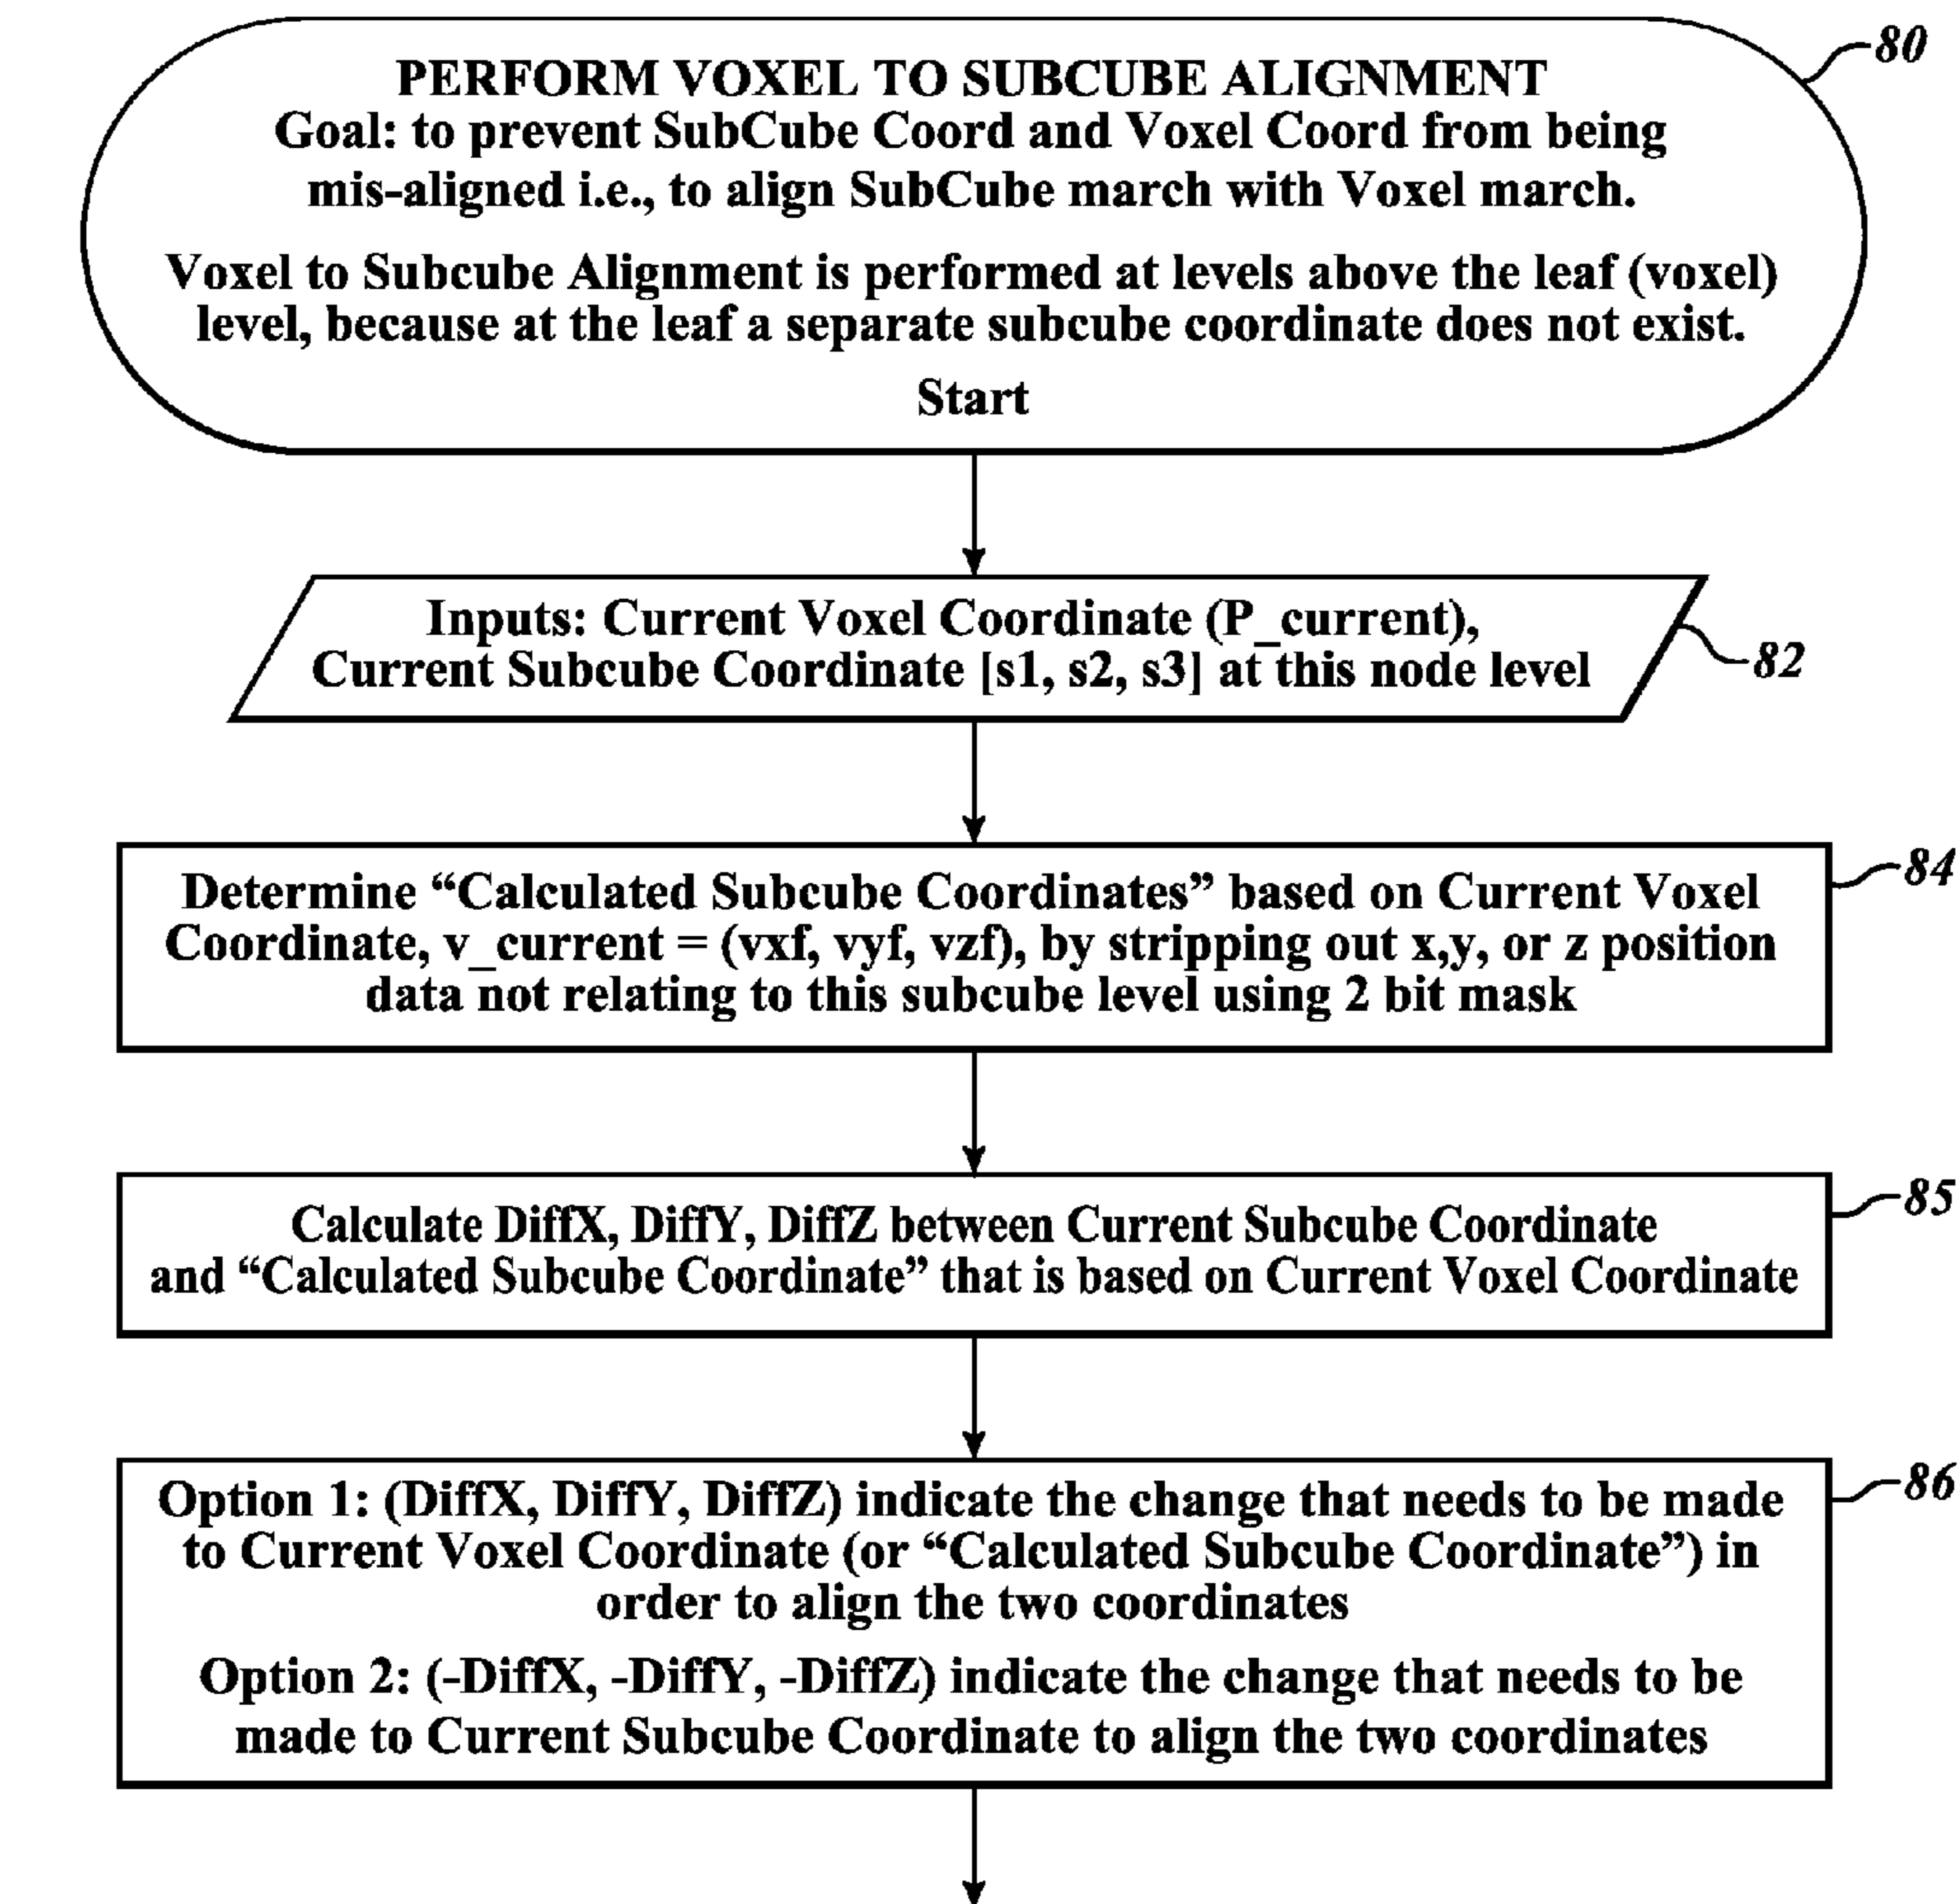 80
PERFORM VOXEL TO SUBCUBE ALIGNMENT
Goal: to prevent SubCube Coord and Voxel Coord from being
mis-aligned i.e., to align SubCube march with Voxel march.
Voxel to Subcube Alignment is performed at levels above the leaf (voxel)
level, because at the leaf a separate subcube coordinate does not exist.
Start
Inputs: Current Voxel Coordinate (P_current),
Current Subcube Coordinate [s1, s2, s3] at this node level
82
84
Determine “Calculated Subcube Coordinates” based on Current Voxel
Coordinate, v_current = (vxf, vyf, vzf), by stripping out x,y, or z position
data not relating to this subcube level using 2 bit mask
85
Calculate DiffX, DiffY, DiffZ between Current Subcube Coordinate
and “Calculated Subcube Coordinate” that is based on Current Voxel Coordinate
86
Option 1: (DiffX, DiffY, DiffZ) indicate the change that needs to be made
to Current Voxel Coordinate (or “Calculated Subcube Coordinate”) in
order to align the two coordinates
Option 2: (-DiffX, -DiffY, -DiffZ) indicate the change that needs to be
made to Current Subcube Coordinate to align the two coordinates